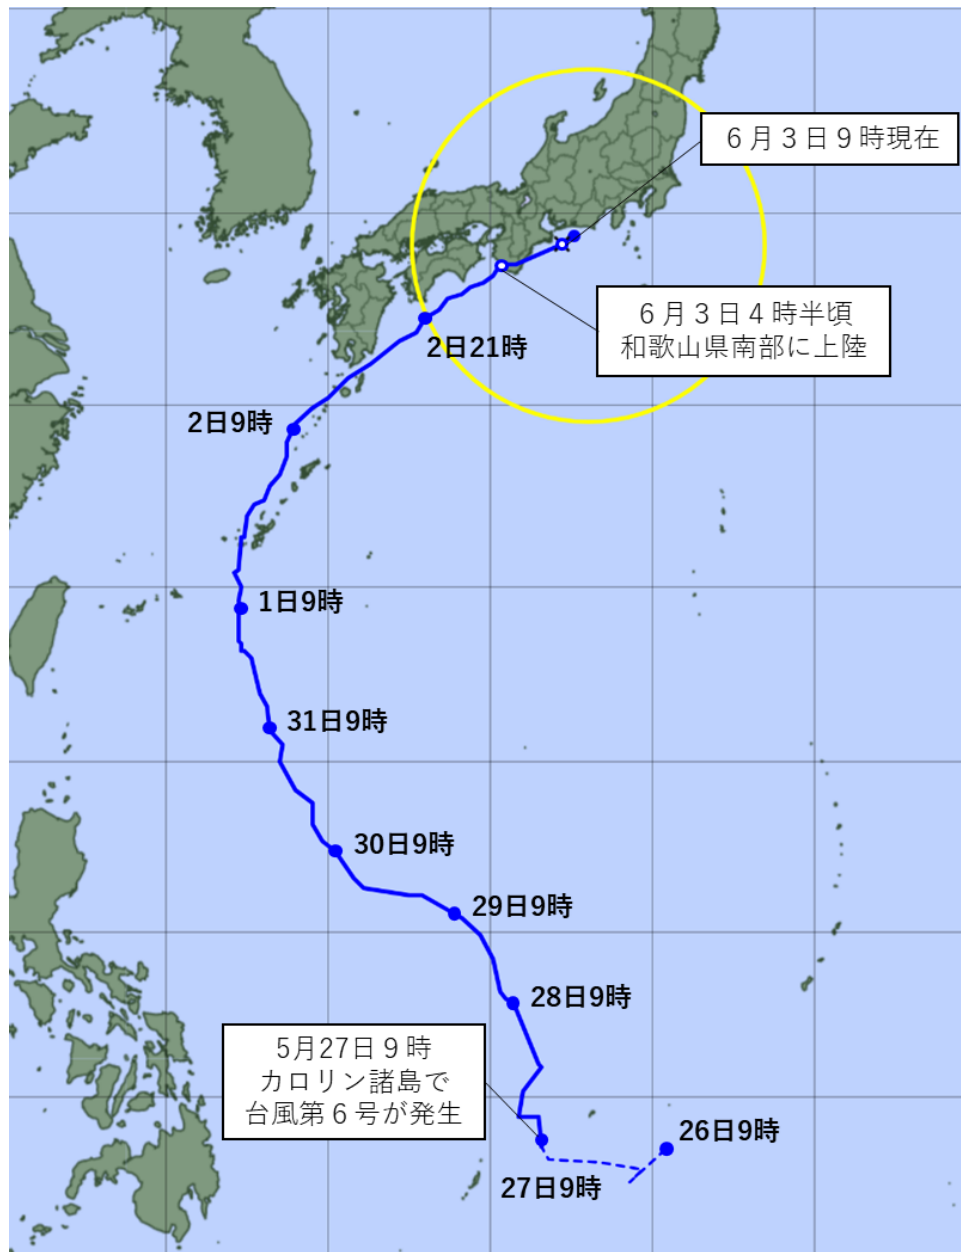 ６月３日９時現在
６月３日４時半頃
和歌山県南部に上陸
2日21時
2日9時
1日9時
31日9時
30日9時
29日9時
28日9時
5月27日９時
カロリン諸島で
台風第６号が発生
26日9時
27日9時